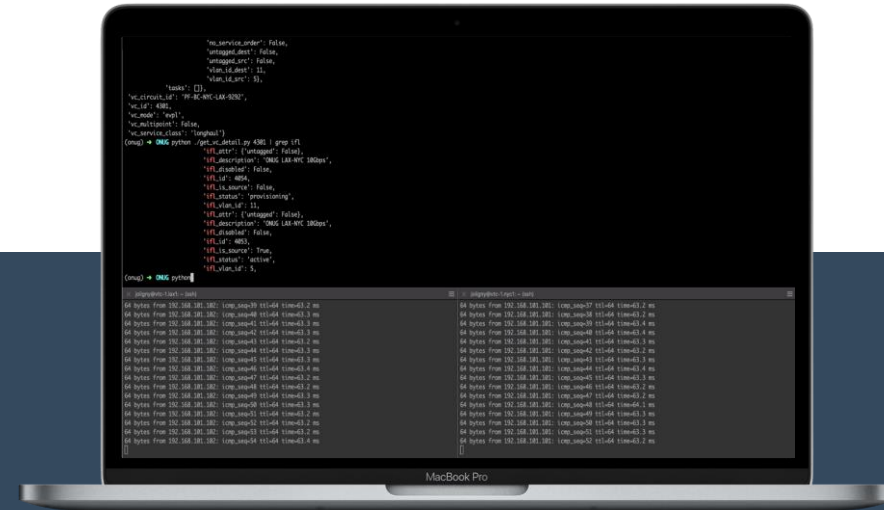 'no_service_order': False,
'untagged_dest': False,
'untagged_src': False,
'vlan_id_dest': 11,
'vlan_id_src': 5},
'tasks': []},
'vc_circuit_id': 'PF-BC-NYC-LAX-9292',
'vc_id': 4301,
'vc_mode': 'evpl',
'vc_multipoint': False,
'vc_service_class': 'longhaul'}
(onug) → ONUG python ./get_vc_detail.py 4301 | grep ifl
'ifl_attr': {'untagged': False},
'ifl_description': 'ONUG LAX-NYC 10Gbps',
'ifl_disabled': False,
'ifl_id': 4054,
'ifl_is_source': False,
'ifl_status': 'provisioning',
'ifl_vlan_id': 11,
'ifl_attr': {'untagged': False},
'ifl_description': 'ONUG LAX-NYC 10Gbps',
'ifl_disabled': False,
'ifl_id': 4053,
'ifl_is_source': True,
'ifl_status': 'active',
'ifl_vlan_id': 5,
(onug) → ONUG python
64 bytes from 192.168.101.102: icmp_seq=39 ttl=64 time=63.2 ms
64 bytes from 192.168.101.102: icmp_seq=40 ttl=64 time=63.3 ms
64 bytes from 192.168.101.102: icmp_seq=41 ttl=64 time=63.3 ms
64 bytes from 192.168.101.102: icmp_seq=42 ttl=64 time=63.3 ms
64 bytes from 192.168.101.102: icmp_seq=43 ttl=64 time=63.2 ms
64 bytes from 192.168.101.102: icmp_seq=44 ttl=64 time=63.3 ms
64 bytes from 192.168.101.102: icmp_seq=45 ttl=64 time=63.3 ms
64 bytes from 192.168.101.102: icmp_seq=46 ttl=64 time=63.4 ms
64 bytes from 192.168.101.102: icmp_seq=47 ttl=64 time=63.2 ms
64 bytes from 192.168.101.102: icmp_seq=48 ttl=64 time=63.2 ms
64 bytes from 192.168.101.102: icmp_seq=49 ttl=64 time=63.3 ms
64 bytes from 192.168.101.102: icmp_seq=50 ttl=64 time=63.3 ms
64 bytes from 192.168.101.102: icmp_seq=51 ttl=64 time=63.2 ms
64 bytes from 192.168.101.102: icmp_seq=52 ttl=64 time=63.2 ms
64 bytes from 192.168.101.102: icmp_seq=53 ttl=64 time=63.2 ms
64 bytes from 192.168.101.102: icmp_seq=54 ttl=64 time=63.4 ms
64 bytes from 192.168.101.101: icmp_seq=37 ttl=64 time=63.2 ms
64 bytes from 192.168.101.101: icmp_seq=38 ttl=64 time=63.2 ms
64 bytes from 192.168.101.101: icmp_seq=39 ttl=64 time=63.4 ms
64 bytes from 192.168.101.101: icmp_seq=40 ttl=64 time=63.4 ms
64 bytes from 192.168.101.101: icmp_seq=41 ttl=64 time=63.3 ms
64 bytes from 192.168.101.101: icmp_seq=42 ttl=64 time=63.2 ms
64 bytes from 192.168.101.101: icmp_seq=43 ttl=64 time=63.3 ms
64 bytes from 192.168.101.101: icmp_seq=44 ttl=64 time=63.4 ms
64 bytes from 192.168.101.101: icmp_seq=45 ttl=64 time=63.3 ms
64 bytes from 192.168.101.101: icmp_seq=46 ttl=64 time=63.2 ms
64 bytes from 192.168.101.101: icmp_seq=47 ttl=64 time=63.2 ms
64 bytes from 192.168.101.101: icmp_seq=48 ttl=64 time=64.1 ms
64 bytes from 192.168.101.101: icmp_seq=49 ttl=64 time=63.3 ms
64 bytes from 192.168.101.101: icmp_seq=50 ttl=64 time=63.3 ms
64 bytes from 192.168.101.101: icmp_seq=51 ttl=64 time=63.3 ms
64 bytes from 192.168.101.101: icmp_seq=52 ttl=64 time=63.2 ms
MacBook Pro